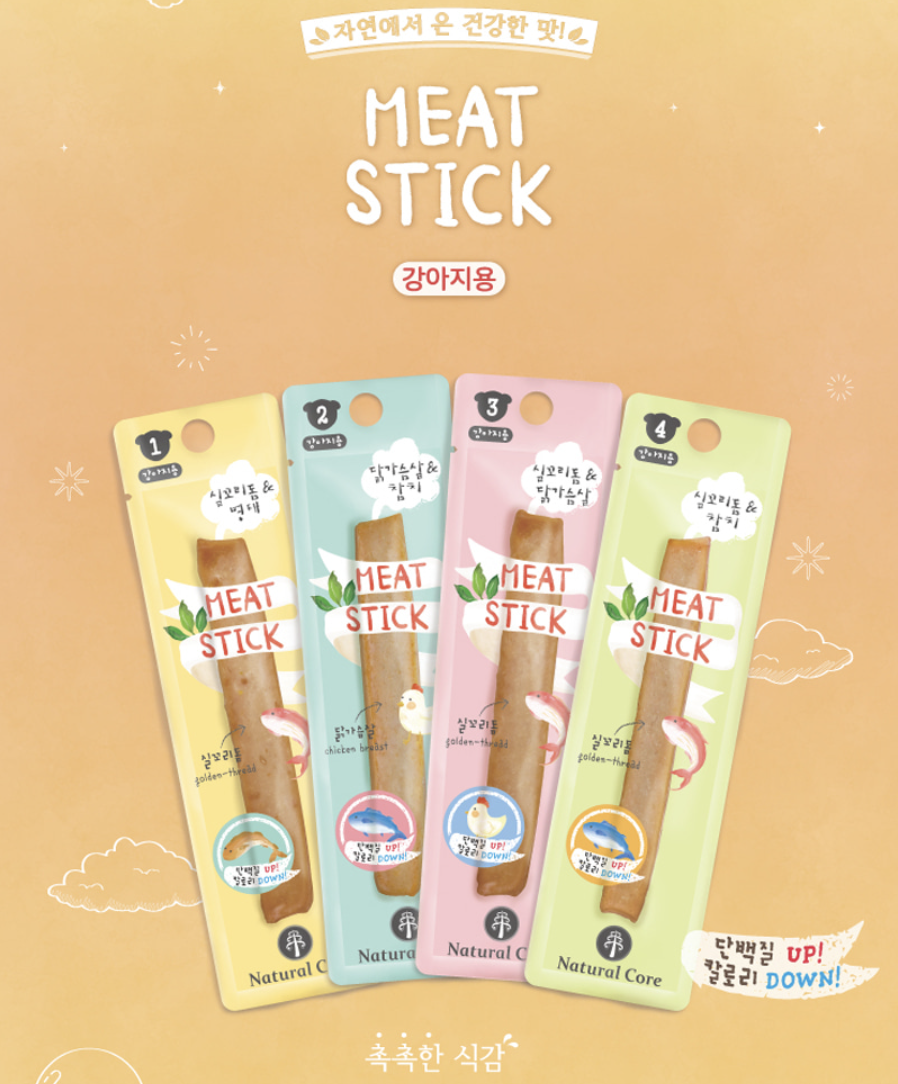 자연에서 온 건강한 맛!
MEAT
STICK
강아지용
1
강아지용
실꼬리돔 &
명태
MEAT
STICK
실꼬리돔
golden-thread
단백질 UP!
칼로리 DOWN!
Natural C
2
강아지용
닭가슴살 &
참치
MEAT
STICK
닭가슴살
chicken breast
단백질 UP!
칼로리 DOWN!
Natura
3
강아지용
실꼬리돔 &
닭가슴살
MEAT
STICK
실꼬리돔
golden-thread
단백질 UP!
칼로리 DOWN!
Natural C
4
강아지용
실꼬리돔 &
참치
MEAT
STICK
실꼬리돔
golden-thread
단백질 UP!
칼로리 DOWN!
Natural Core
단백질 UP!
칼로리 DOWN!
촉촉한 식감